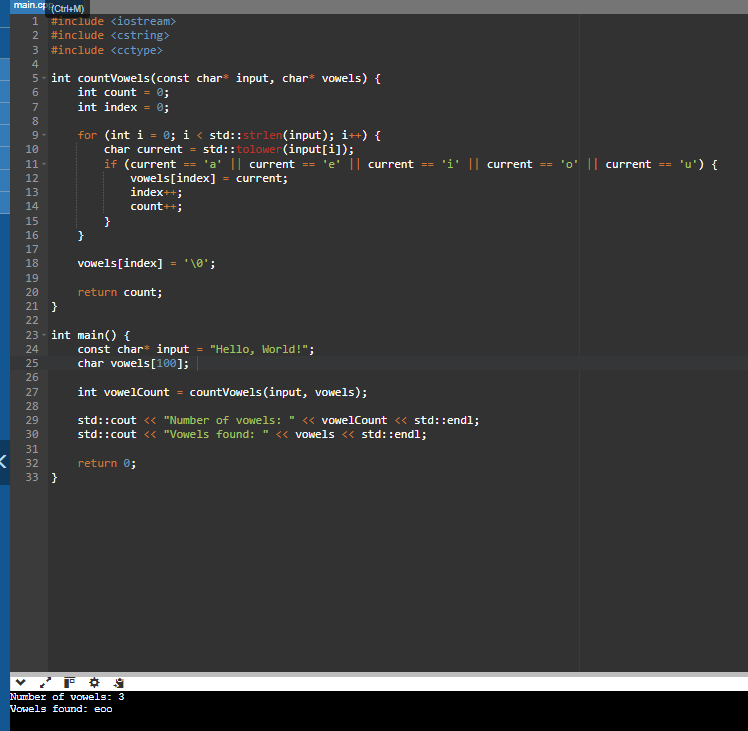 main.cpp
(Ctrl+M)
1 #include <iostream>
2 #include <cstring>
3 #include <cctype>
4
5 int countVowels(const char* input, char* vowels) {
6     int count = 0;
7     int index = 0;
8
9     for (int i = 0; i < std::strlen(input); i++) {
10         char current = std::tolower(input[i]);
11         if (current == 'a' || current == 'e' || current == 'i' || current == 'o' || current == 'u') {
12             vowels[index] = current;
13             index++;
14             count++;
15         }
16     }
17
18     vowels[index] = '\0';
19
20     return count;
21 }
22
23 int main() {
24     const char* input = "Hello, World!";
25     char vowels[100];
26
27     int vowelCount = countVowels(input, vowels);
28
29     std::cout << "Number of vowels: " << vowelCount << std::endl;
30     std::cout << "Vowels found: " << vowels << std::endl;
31
32     return 0;
33 }
Number of vowels: 3
Vowels found: eoo